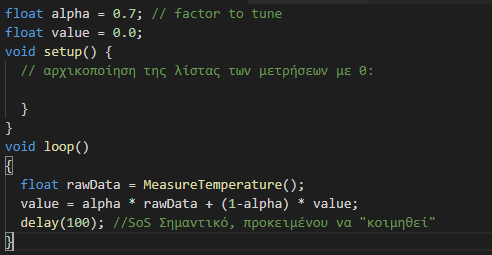 float alpha = 0.7; // factor to tune
float value = 0.0;
void setup() {
// αρχικοποίηση της λίστας των μετρήσεων με 0:
}
}
void loop()
{
float rawData = MeasureTemperature();
value = alpha * rawData + (1-alpha) * value;
delay(100); //SoS Σημαντικό, προκειμένου να "κοιμηθεί"
}